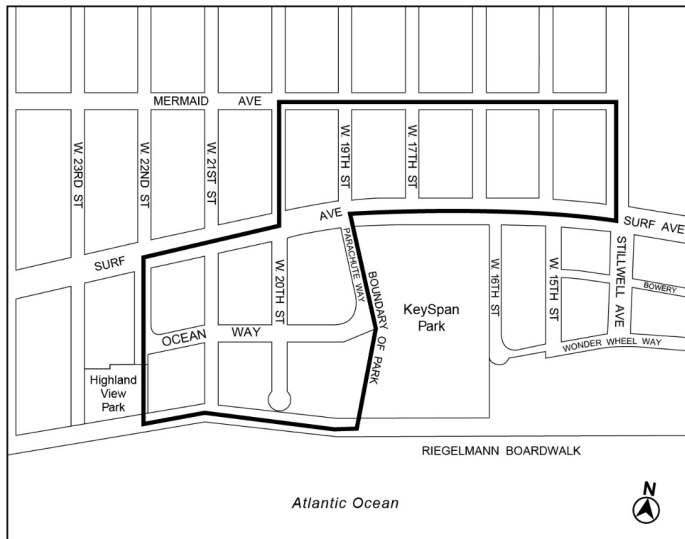 MERMAID AVE
W. 23RD ST
W. 22ND ST
W. 21ST ST
W. 19TH ST
W. 17TH ST
SURF AVE
SURF AVE
W. 20TH ST
PARACHUTE WAY
BOUNDARY OF PARK
KeySpan
Park
W. 16TH ST
W. 15TH ST
STILLWELL AVE
BOWERY
OCEAN WAY
WONDER WHEEL WAY
Highland
View
Park
RIEGELMANN BOARDWALK
Atlantic Ocean
N